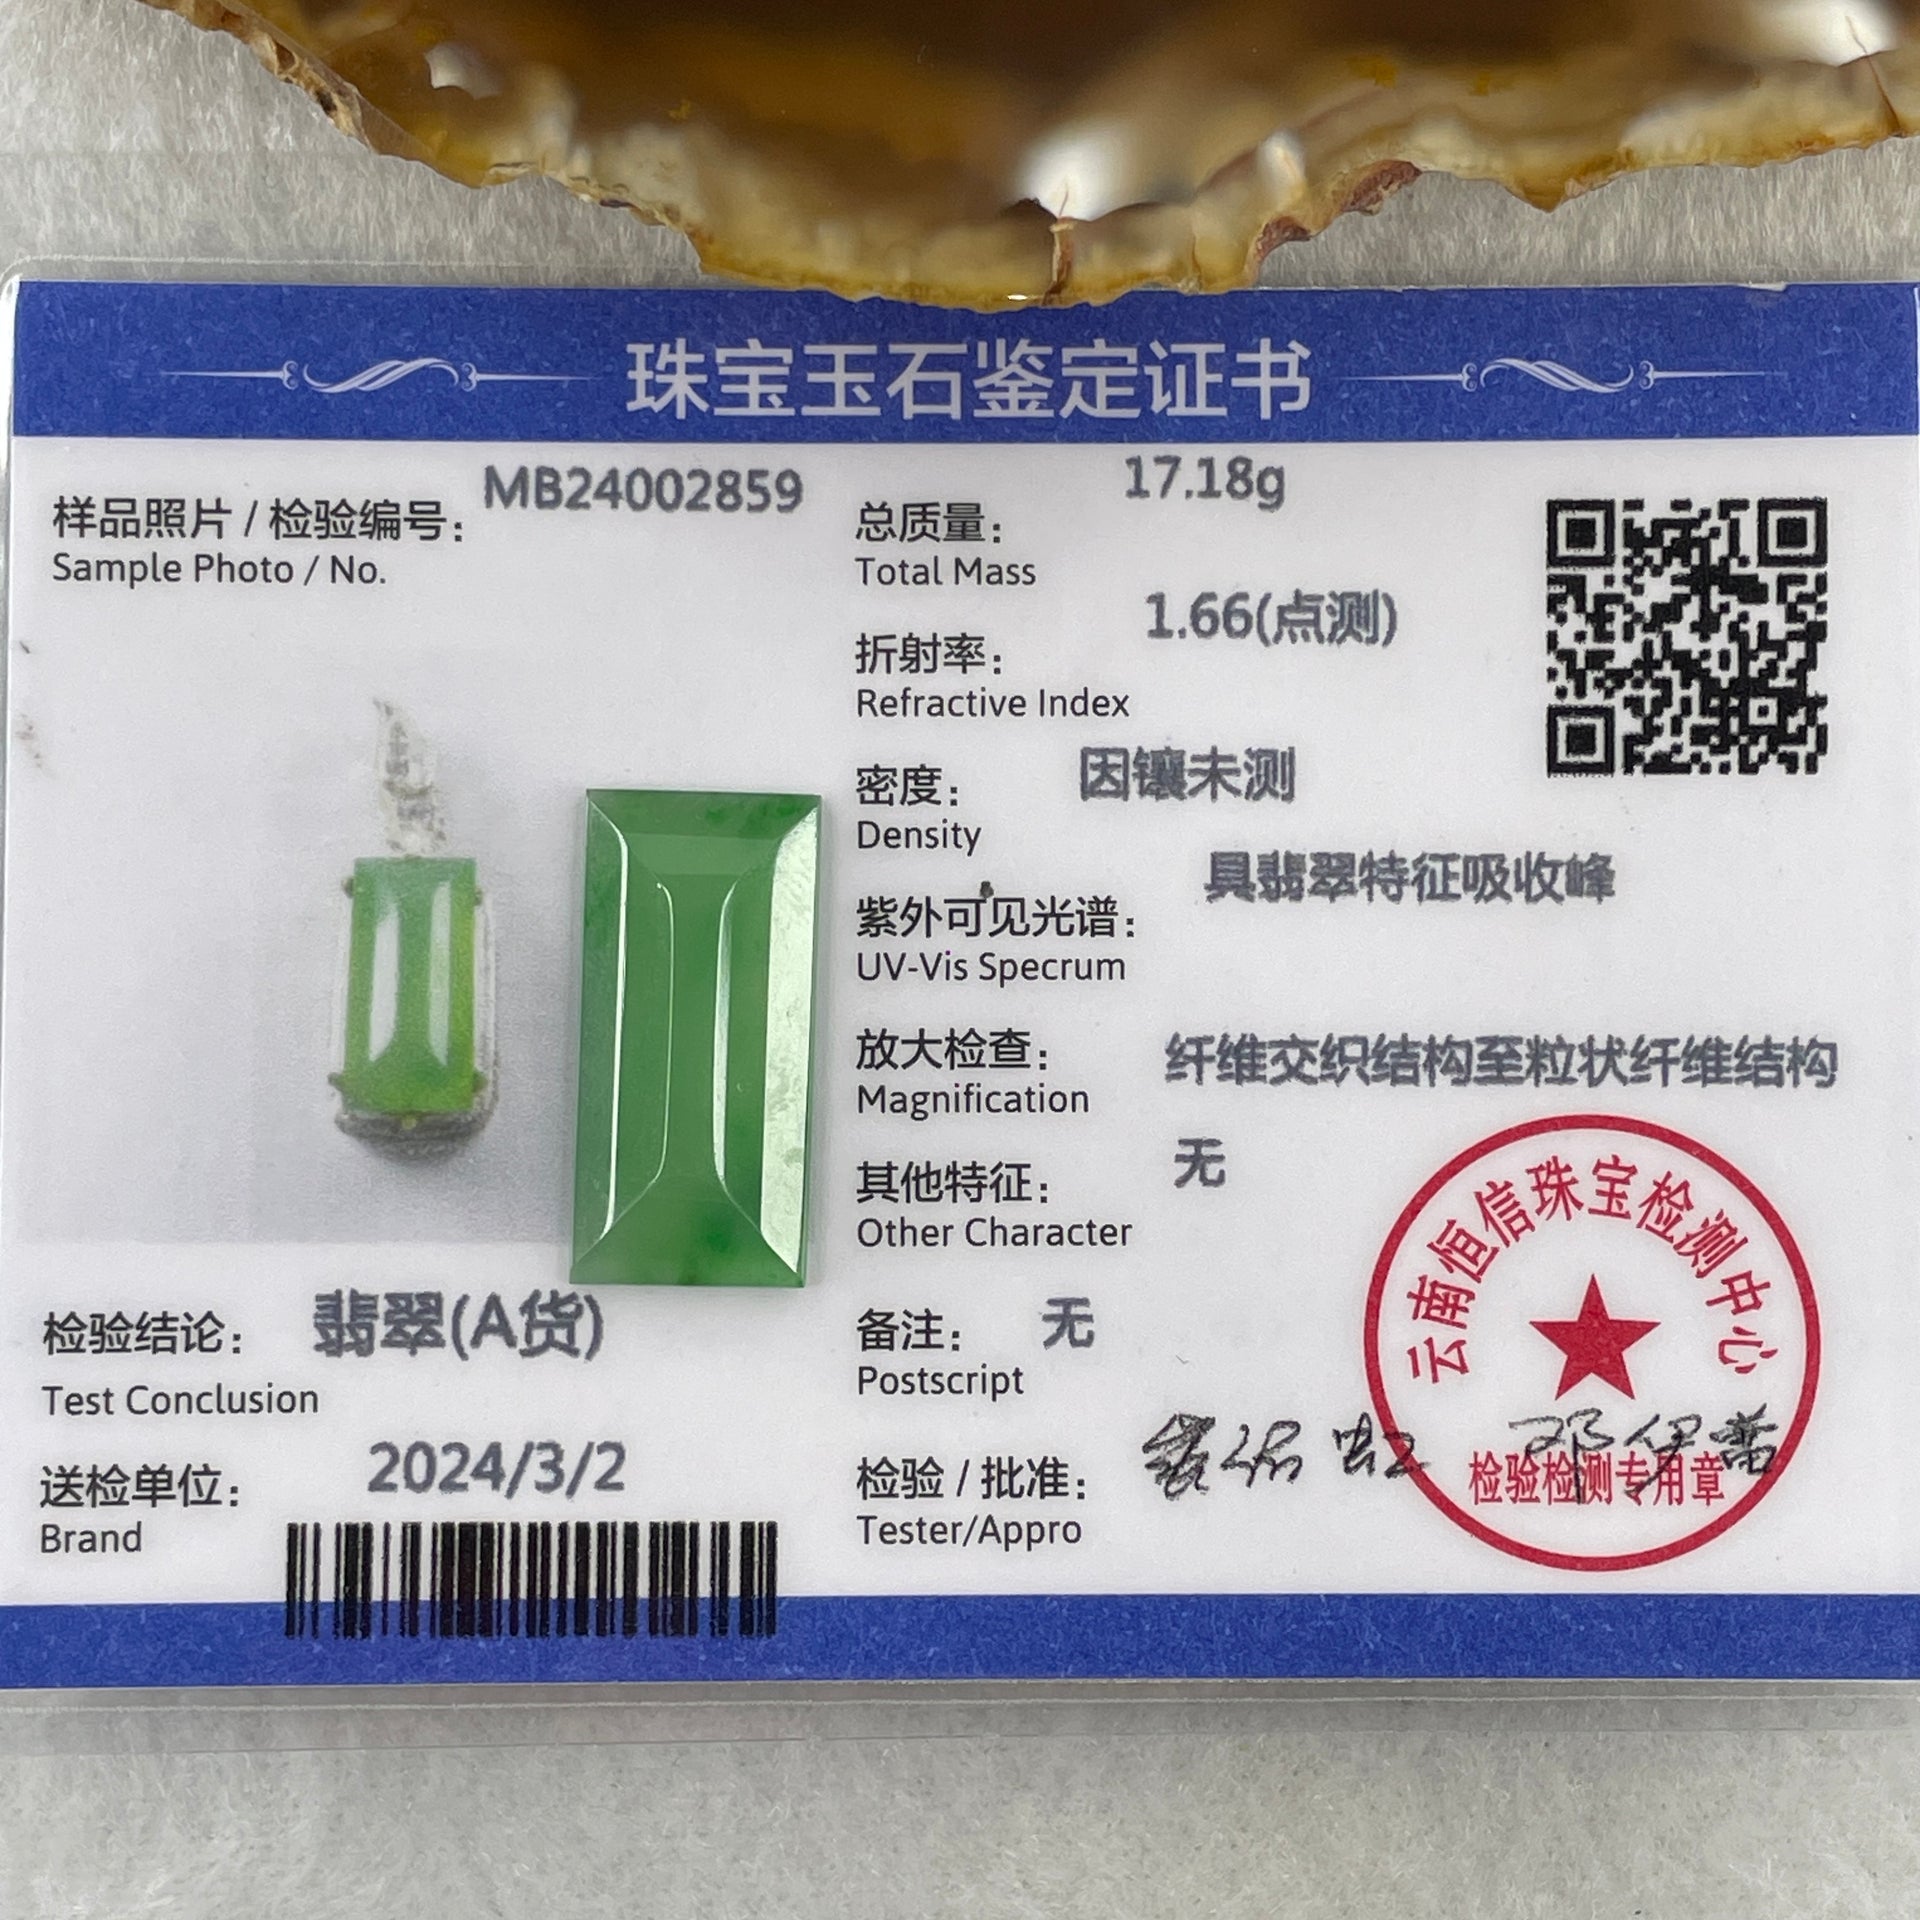 珠宝玉石鉴定证书
样品照片 / 检验编号: MB24002859
Sample Photo / No.
总质量: 17.18g
Total Mass
折射率: 1.66(点测)
Refractive Index
密度: 因镶未测
Density
紫外可见光谱: 具翡翠特征吸收峰
UV-Vis Specrum
放大检查: 纤维交织结构至粒状纤维结构
Magnification
其他特征: 无
Other Character
检验结论: 翡翠(A货)
Test Conclusion
备注: 无
Postscript
送检单位: 2024/3/2
Brand
检验 / 批准:
Tester/Appro
云南恒信珠宝检测中心
检验检测专用章